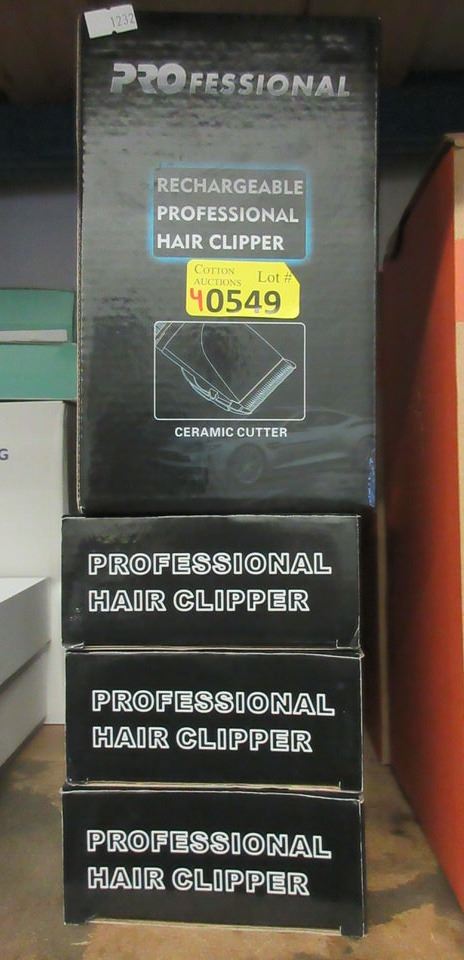 1232
PROFESSIONAL
RECHARGEABLE
PROFESSIONAL
HAIR CLIPPER
COTTON AUCTIONS Lot #
40549
CERAMIC CUTTER
G
PROFESSIONAL
HAIR CLIPPER
PROFESSIONAL
HAIR CLIPPER
PROFESSIONAL
HAIR CLIPPER